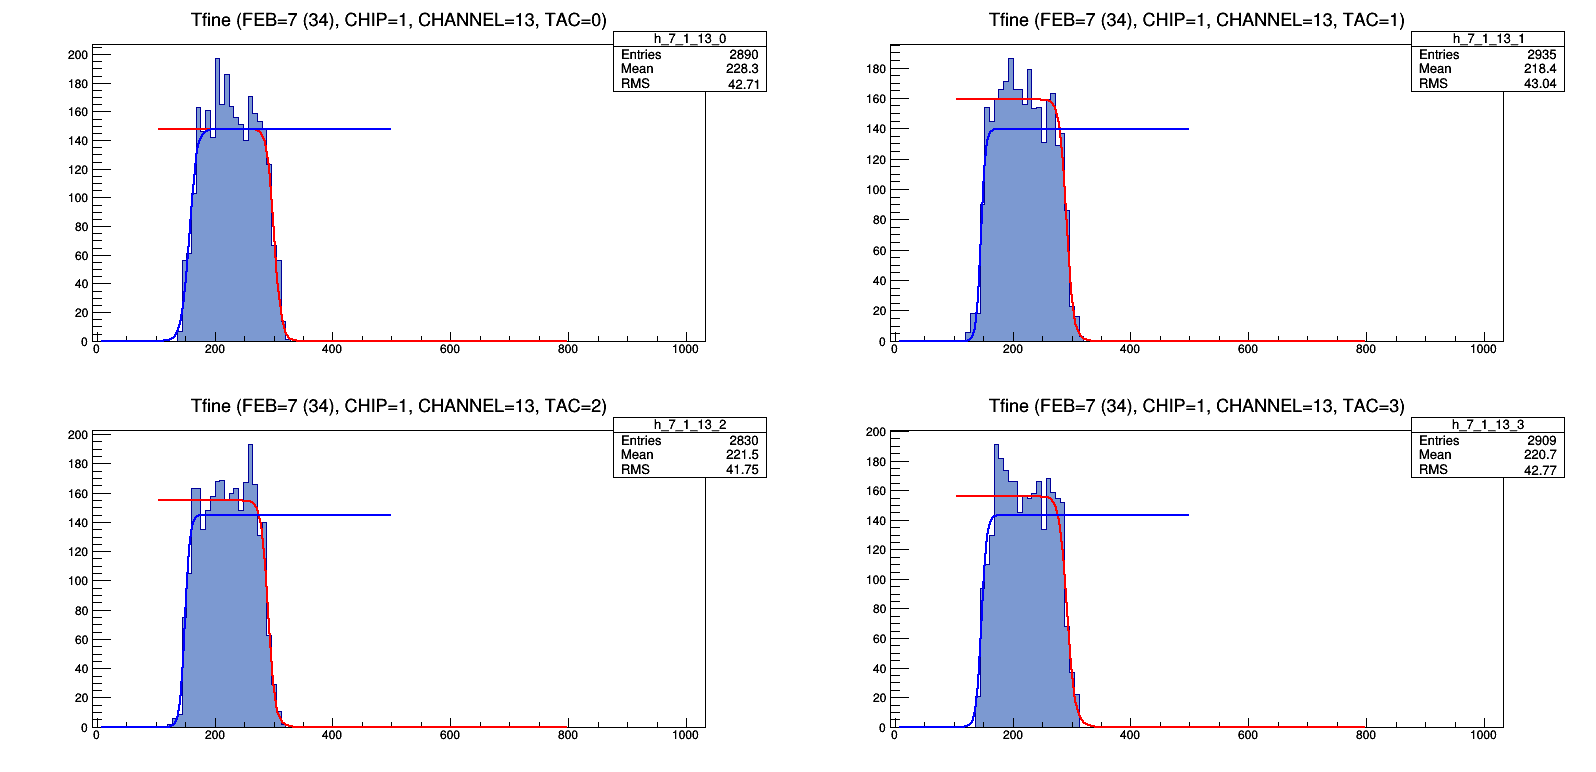 Tfine (FEB=7 (34), CHIP=1, CHANNEL=13, TAC=0)
h_7_1_13_0
Entries 2890
Mean 228.3
RMS 42.71
200
180
160
140
120
100
80
60
40
20
0
0 200 400 600 800 1000
Tfine (FEB=7 (34), CHIP=1, CHANNEL=13, TAC=1)
h_7_1_13_1
Entries 2935
Mean 218.4
RMS 43.04
180
160
140
120
100
80
60
40
20
0
0 200 400 600 800 1000
Tfine (FEB=7 (34), CHIP=1, CHANNEL=13, TAC=2)
h_7_1_13_2
Entries 2830
Mean 221.5
RMS 41.75
200
180
160
140
120
100
80
60
40
20
0
0 200 400 600 800 1000
Tfine (FEB=7 (34), CHIP=1, CHANNEL=13, TAC=3)
h_7_1_13_3
Entries 2909
Mean 220.7
RMS 42.77
200
180
160
140
120
100
80
60
40
20
0
0 200 400 600 800 1000